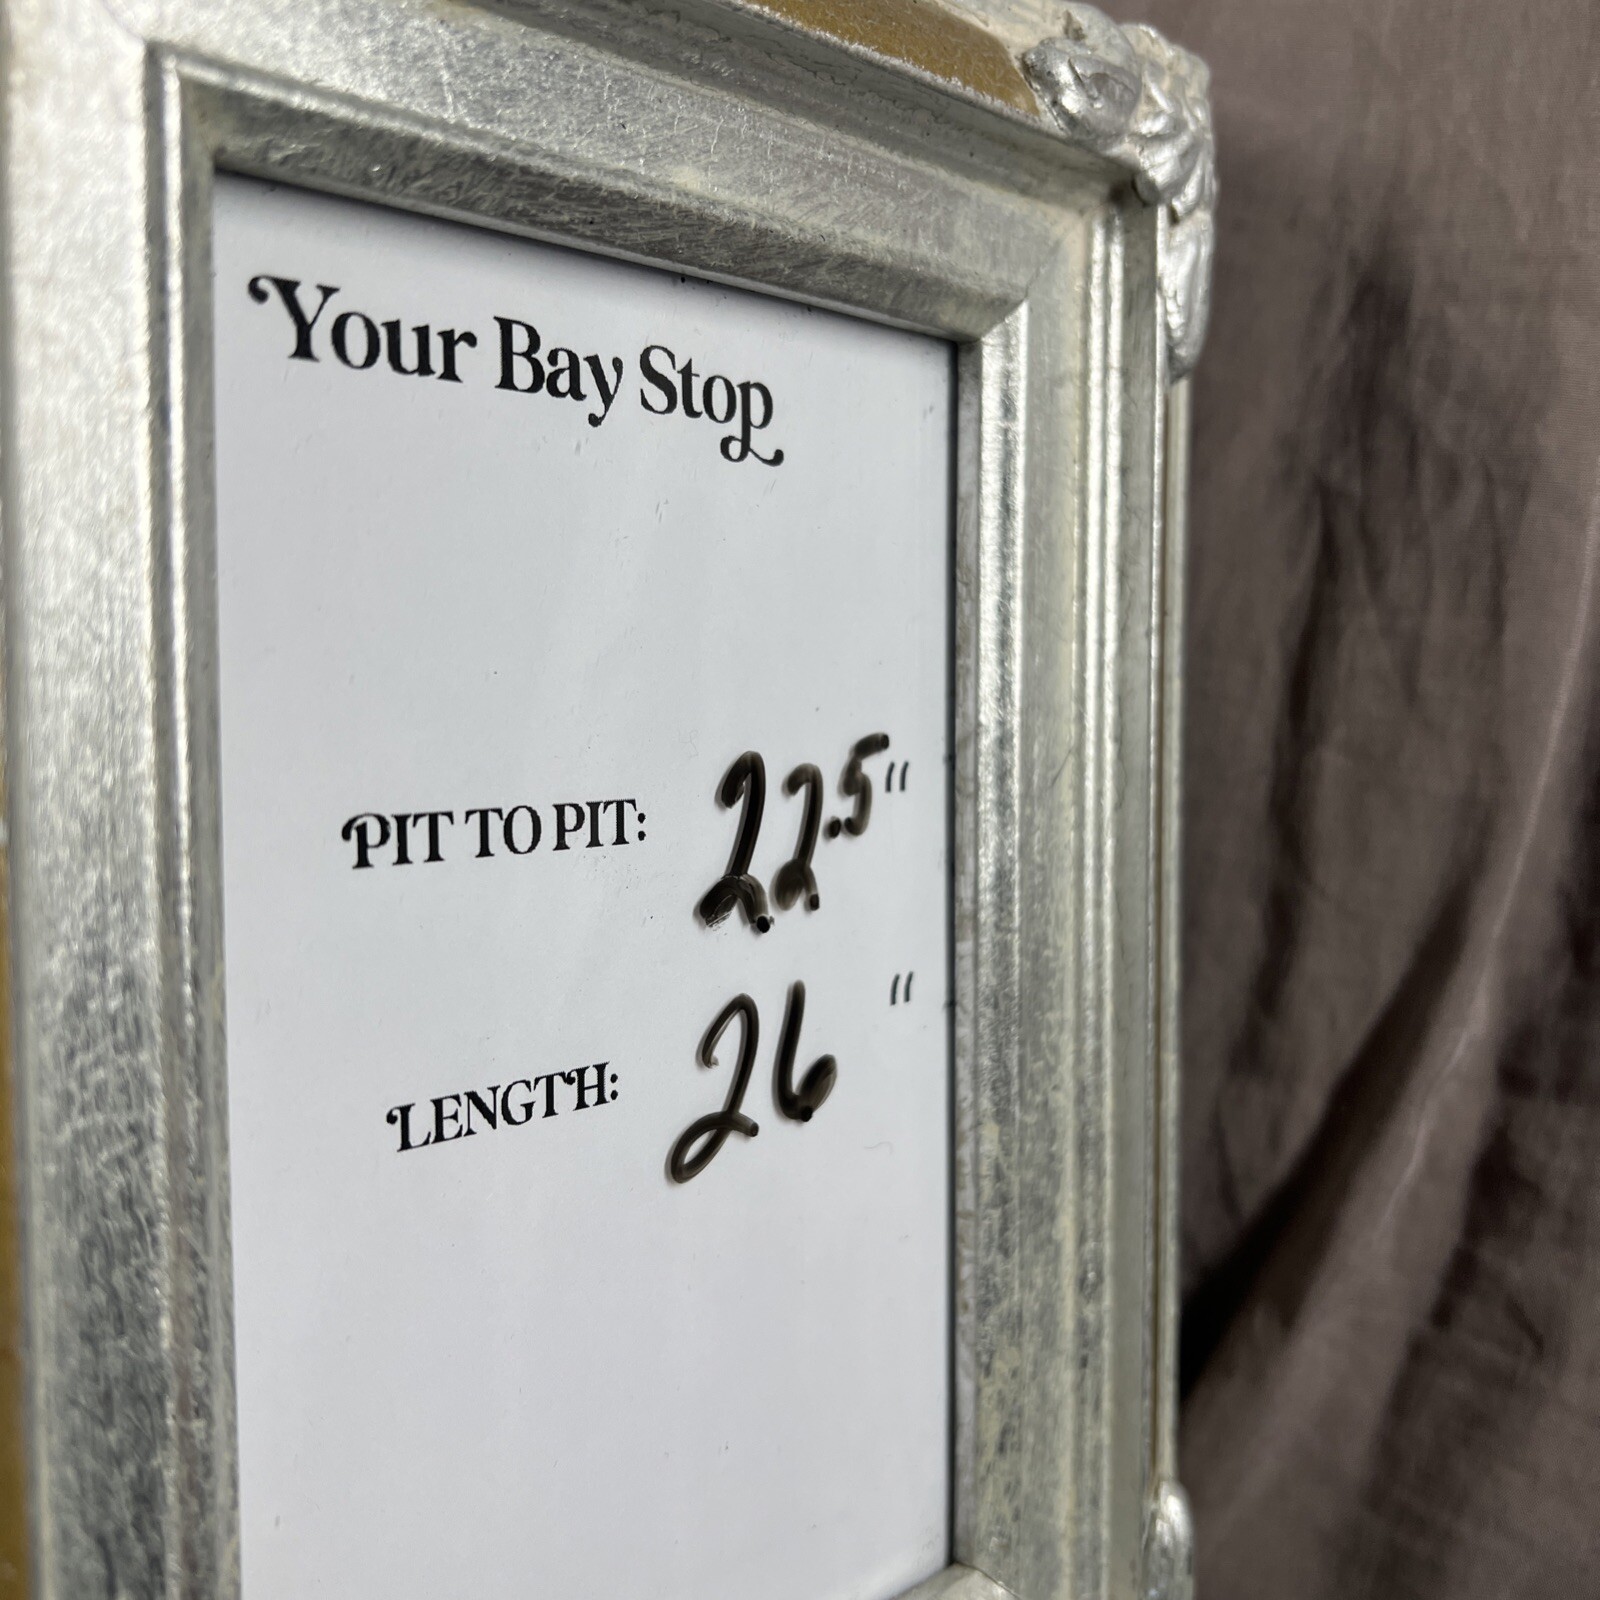 Your Bay Stop
PIT TO PIT: 22.5"
LENGTH: 26 "